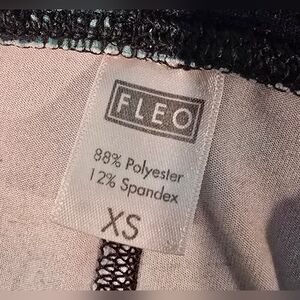 FLEO
88% Polyester
12% Spandex
XS